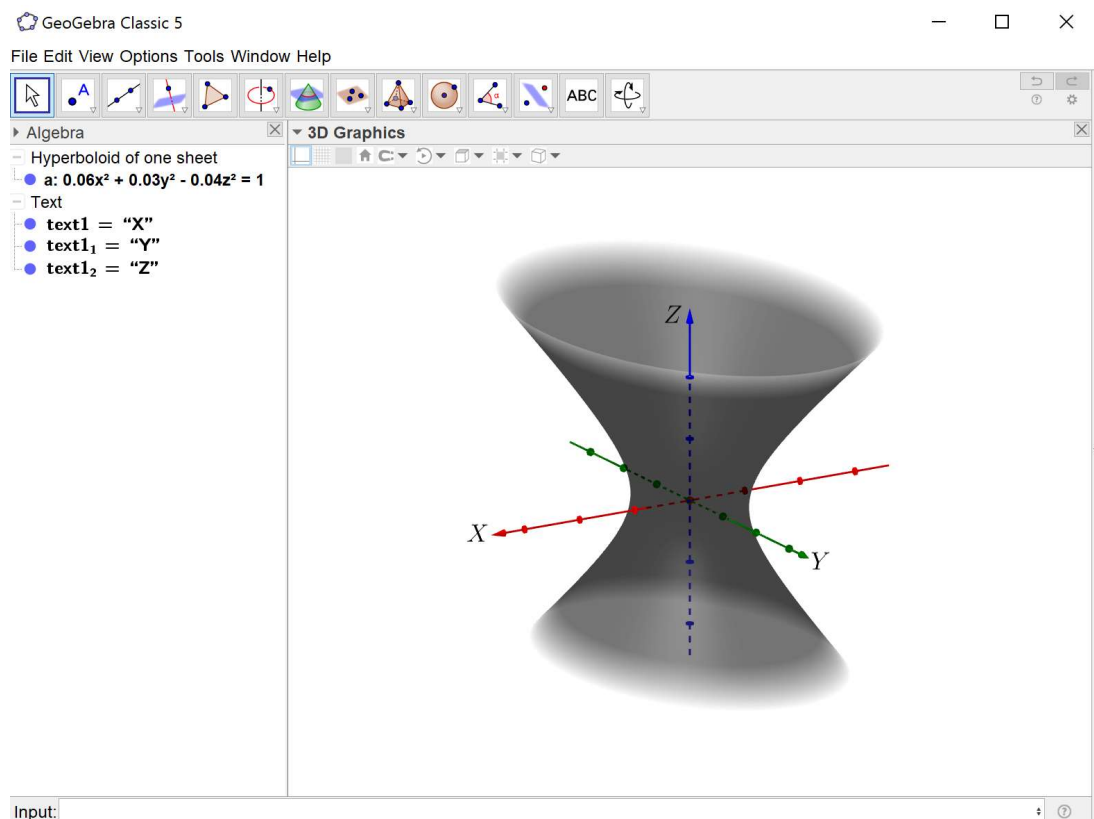 GeoGebra Classic 5
File Edit View Options Tools Window Help
A
α
ABC
Algebra
3D Graphics
Hyperboloid of one sheet
a: 0.06x² + 0.03y² - 0.04z² = 1
Text
text1 = “X”
text1₁ = “Y”
text1₂ = “Z”
Z
X
Y
Input: